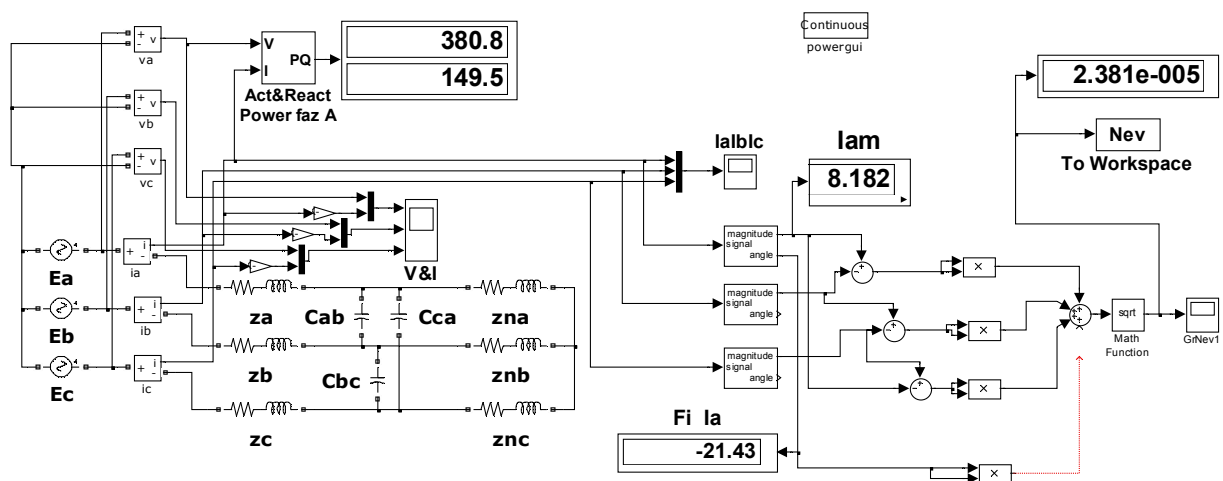 Continuous
powergui
v
va
V
I
PQ
380.8
149.5
Act&React
Power faz A
2.381e-005
v
vb
v
vc
IaIbIc
Iam
8.182
Nev
To Workspace
V&I
Ea
i
ia
magnitude
signal
angle
za
Cab
Cca
zna
Eb
i
ib
magnitude
signal
angle
sqrt
Math
Function
GrNev1
zb
Cbc
znb
Ec
i
ic
magnitude
signal
angle
zc
znc
Fi Ia
-21.43